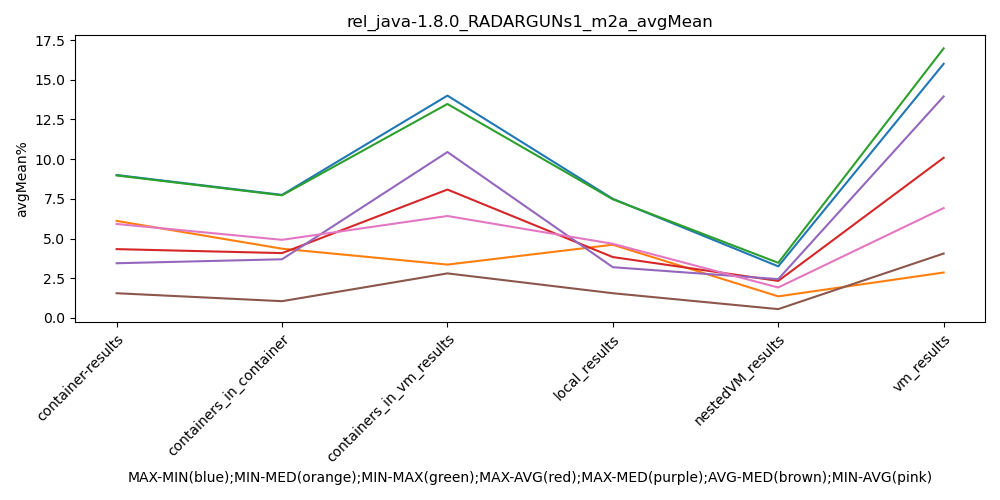 rel_java-1.8.0_RADARGUNs1_m2a_avgMean
avgMean%
17.5
15.0
12.5
10.0
7.5
5.0
2.5
0.0
container-results
containers_in_container
containers_in_vm_results
local_results
nestedVM_results
vm_results
MAX-MIN(blue);MIN-MED(orange);MIN-MAX(green);MAX-AVG(red);MAX-MED(purple);AVG-MED(brown);MIN-AVG(pink)